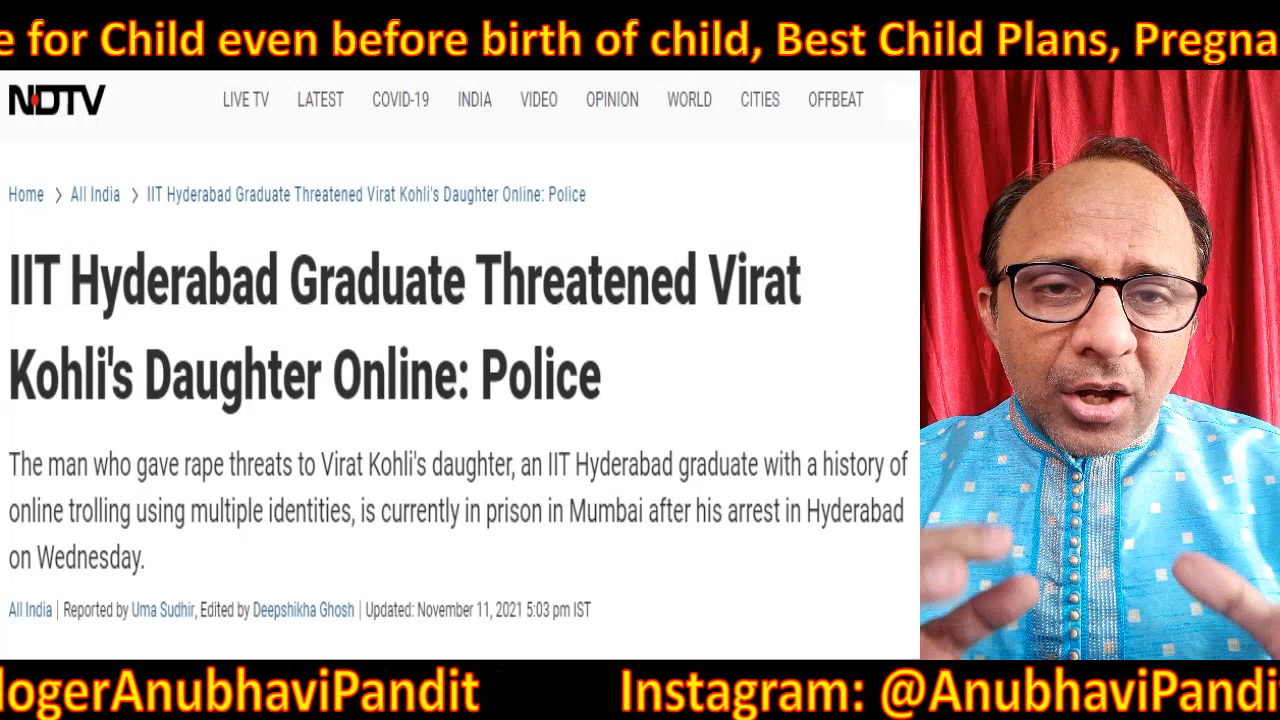 e for Child even before birth of child, Best Child Plans, Pregna
NDTV
LIVE TV LATEST COVID-19 INDIA VIDEO OPINION WORLD CITIES OFFBEAT
Home > All India > IIT Hyderabad Graduate Threatened Virat Kohli's Daughter Online: Police
IIT Hyderabad Graduate Threatened Virat
Kohli's Daughter Online: Police
The man who gave rape threats to Virat Kohli's daughter, an IIT Hyderabad graduate with a history of
online trolling using multiple identities, is currently in prison in Mumbai after his arrest in Hyderabad
on Wednesday.
All India | Reported by Uma Sudhir, Edited by Deepshikha Ghosh | Updated: November 11, 2021 5:03 pm IST
logerAnubhaviPandit Instagram: @AnubhaviPandi